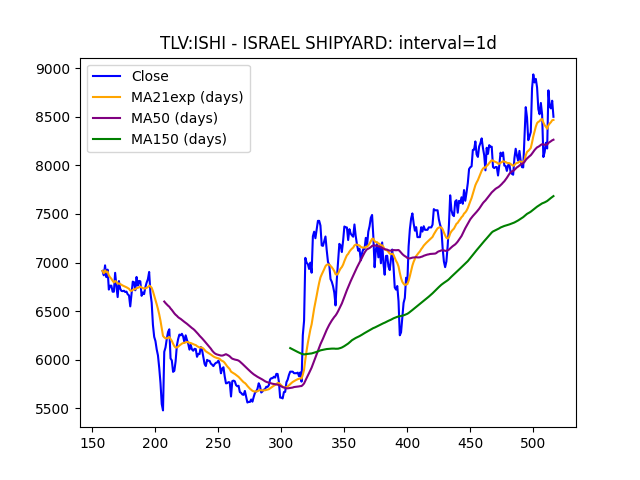 TLV:ISHI - ISRAEL SHIPYARD: interval=1d
Close
MA21exp (days)
MA50 (days)
MA150 (days)
9000
8500
8000
7500
7000
6500
6000
5500
150 200 250 300 350 400 450 500